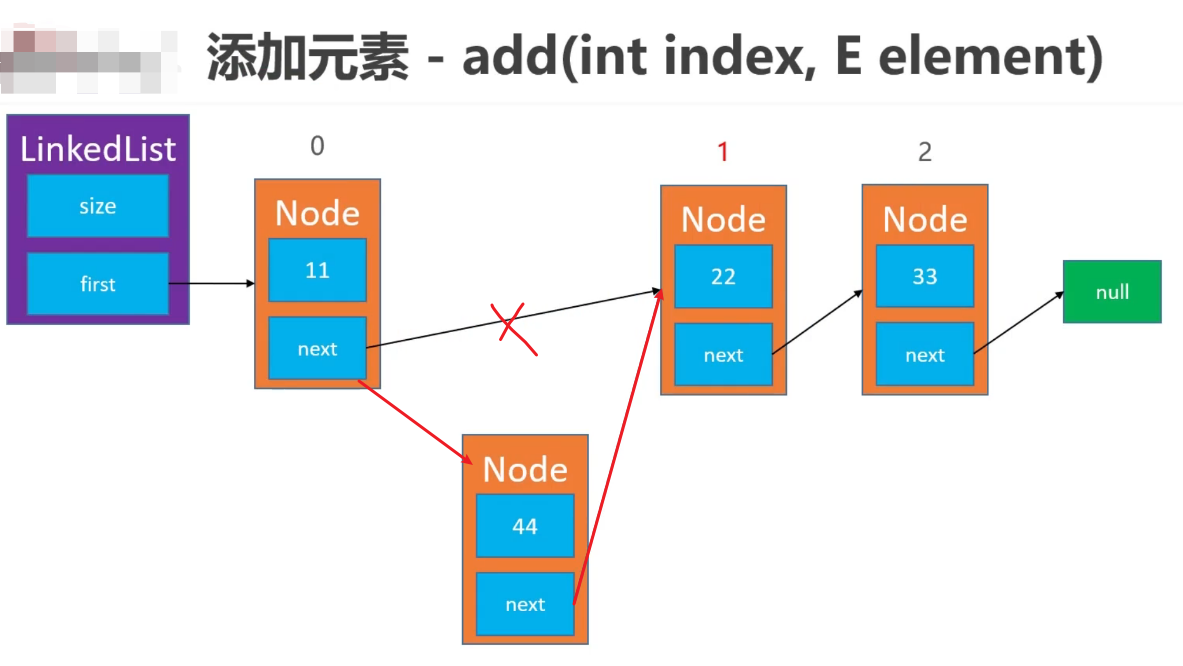 添加元素 - add(int index, E element)
LinkedList
size
first
0
Node
11
next
1
Node
22
next
2
Node
33
next
null
Node
44
next